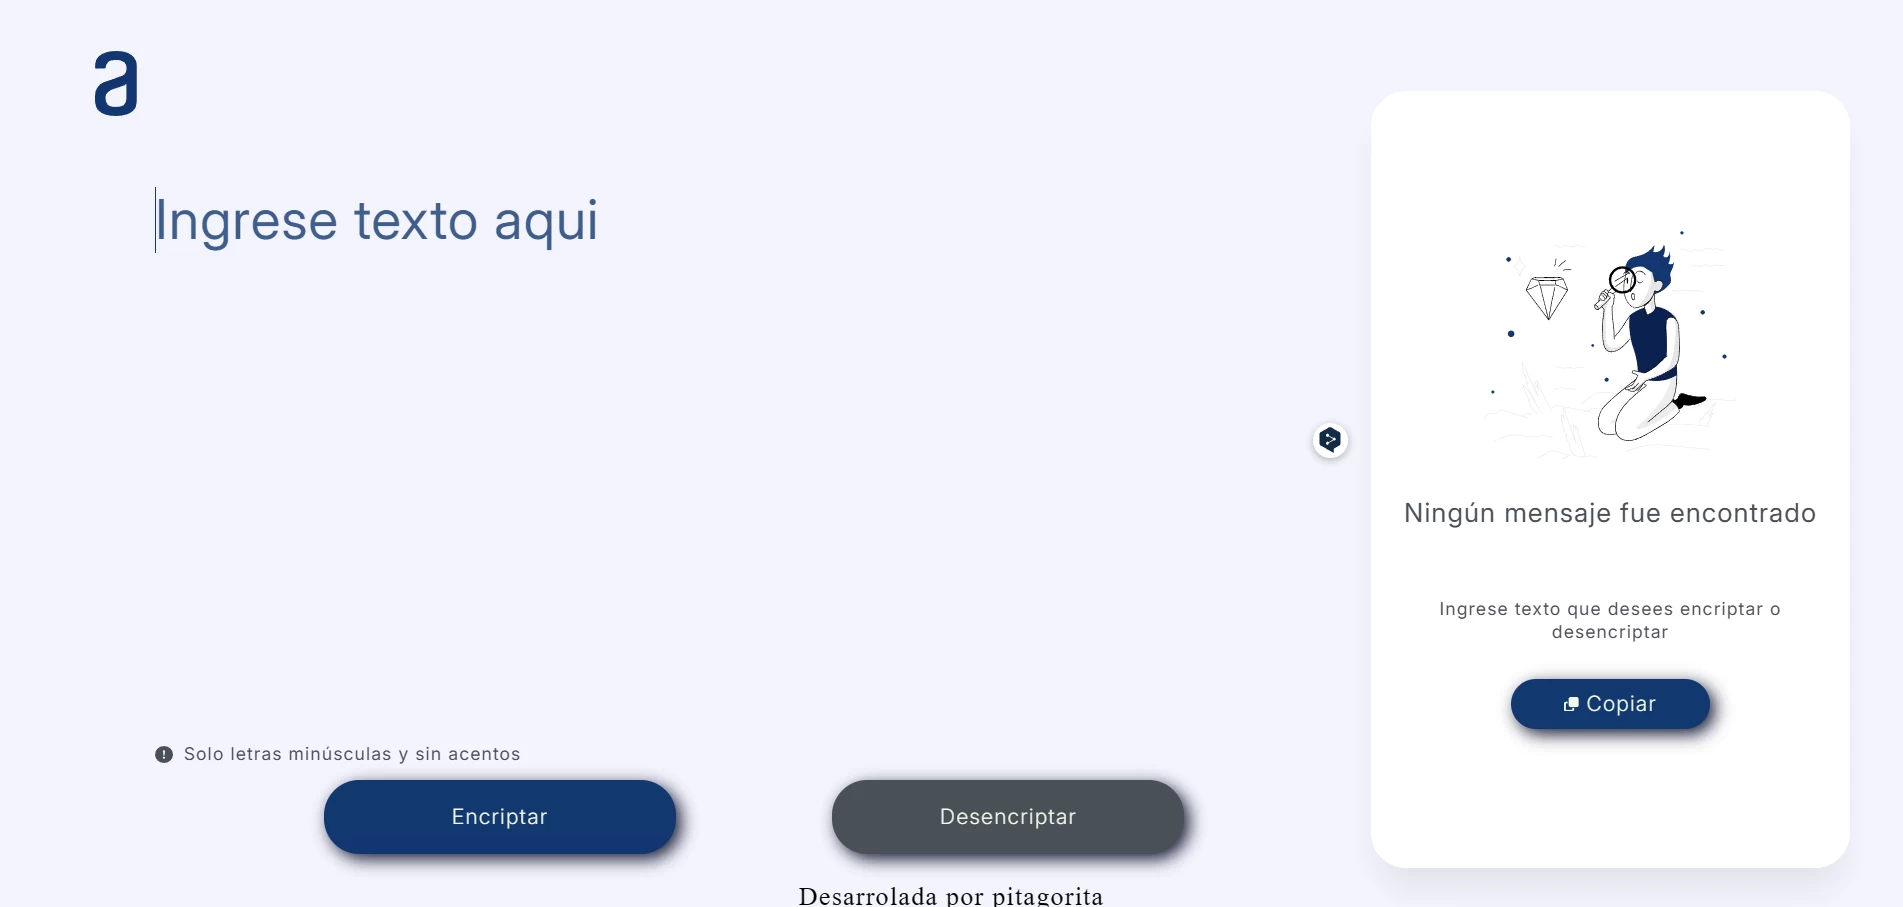 a
Ingrese texto aqui
Ningún mensaje fue encontrado
Ingrese texto que desees encriptar o
desencriptar
Copiar
Solo letras minúsculas y sin acentos
Encriptar
Desencriptar
Desarrolada por pitagorita